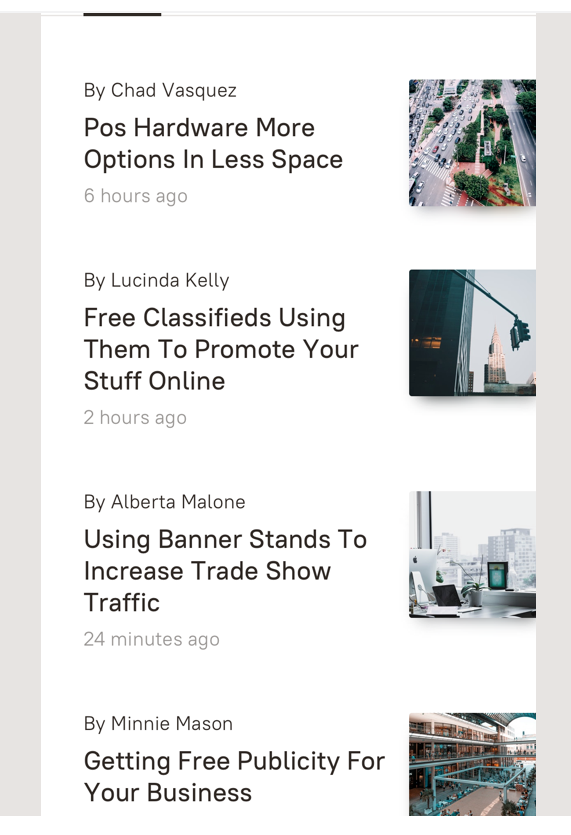 By Chad Vasquez
Pos Hardware More
Options In Less Space
6 hours ago
By Lucinda Kelly
Free Classifieds Using
Them To Promote Your
Stuff Online
2 hours ago
By Alberta Malone
Using Banner Stands To
Increase Trade Show
Traffic
24 minutes ago
By Minnie Mason
Getting Free Publicity For
Your Business